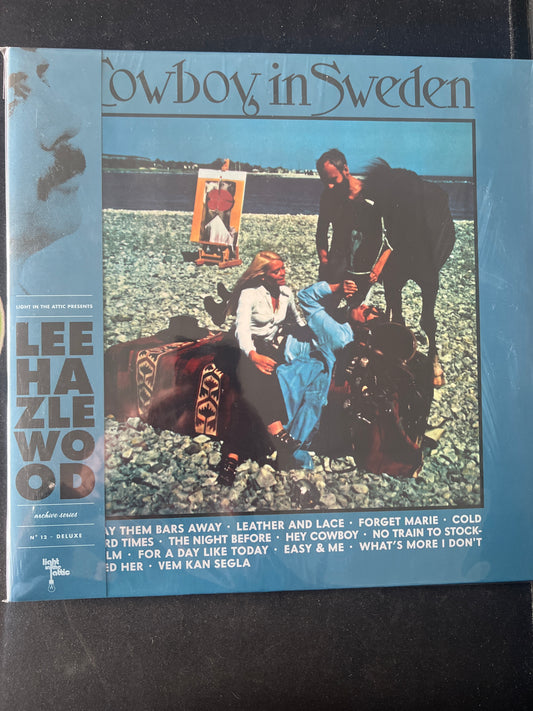 Cowboy in Sweden
LIGHT IN THE ATTIC PRESENTS
LEE
HA
ZLE
WO
OD
archive series
Nº 12 - DELUXE
light
in the
attic
AY THEM BARS AWAY · LEATHER AND LACE · FORGET MARIE · COLD
RD TIMES · THE NIGHT BEFORE · HEY COWBOY · NO TRAIN TO STOCK-
LM · FOR A DAY LIKE TODAY · EASY & ME · WHAT'S MORE I DON'T
ED HER · VEM KAN SEGLA